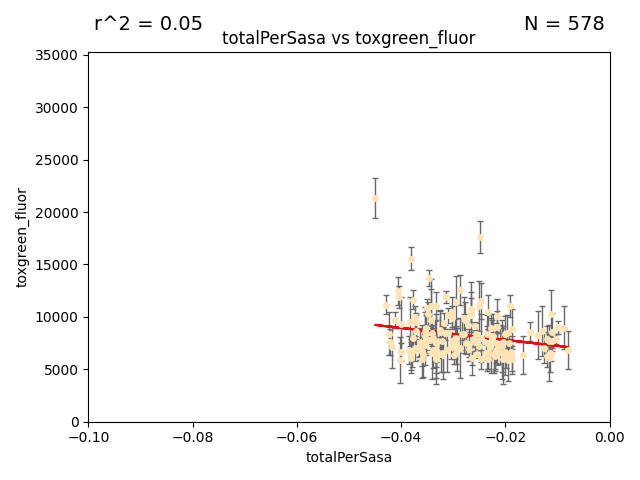 r^2 = 0.05
N = 578
totalPerSasa vs toxgreen_fluor
35000
30000
25000
20000
15000
10000
5000
0
toxgreen_fluor
−0.10
−0.08
−0.06
−0.04
−0.02
0.00
totalPerSasa